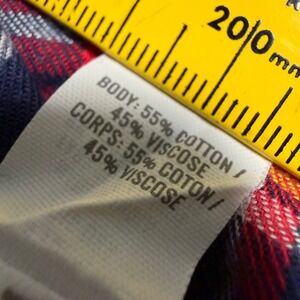 200mm
BODY: 55% COTTON /
45% VISCOSE
CORPS: 55% COTON /
45% VISCOSE